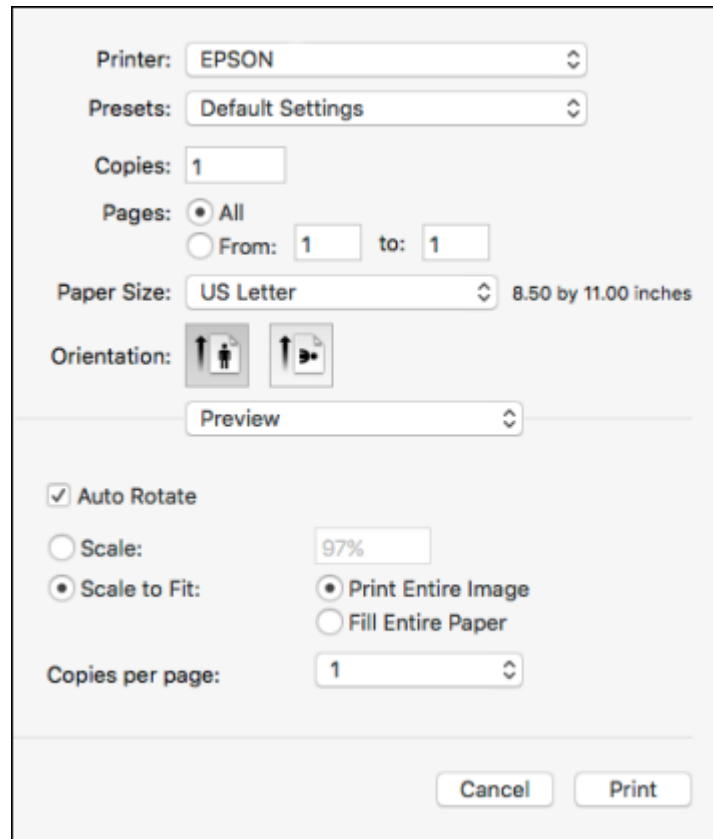 Printer: EPSON
Presets: Default Settings
Copies: 1
Pages: All
From: 1 to: 1
Paper Size: US Letter 8.50 by 11.00 inches
Orientation:
Preview
Auto Rotate
Scale: 97%
Scale to Fit: Print Entire Image
Fill Entire Paper
Copies per page: 1
Cancel Print